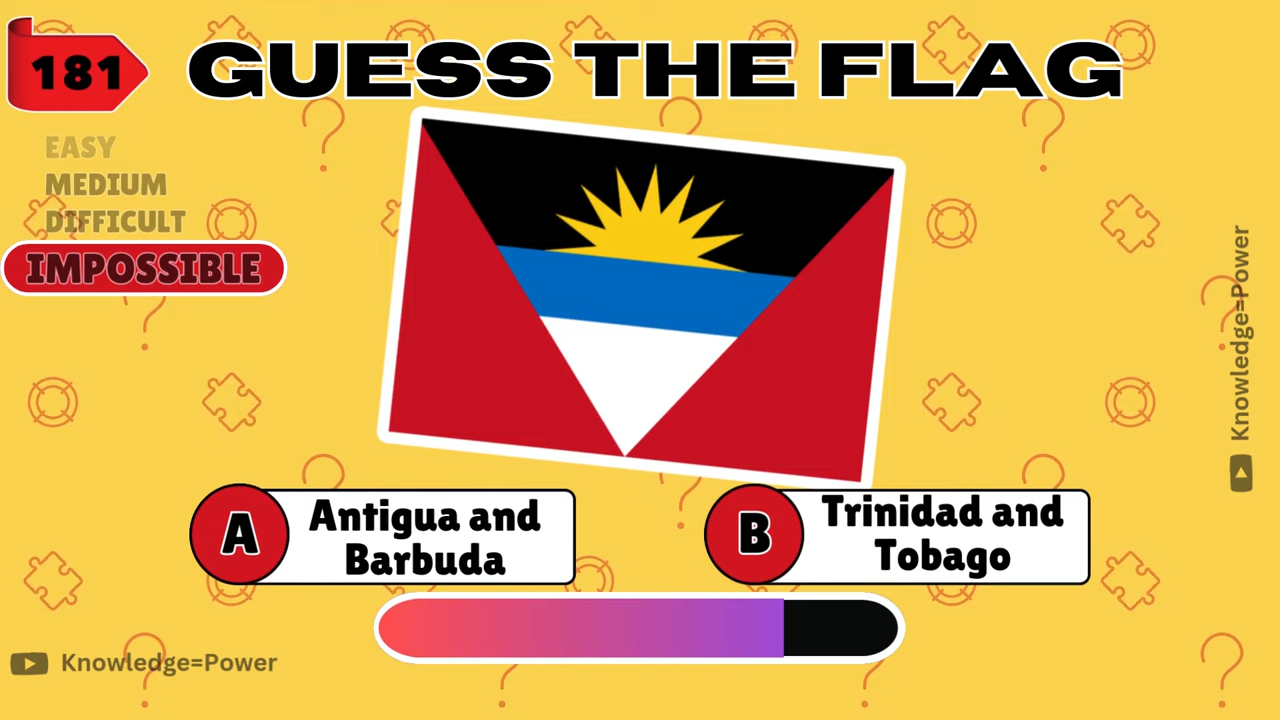 181
GUESS THE FLAG
EASY
MEDIUM
DIFFICULT
IMPOSSIBLE
Knowledge=Power
A
Antigua and
Barbuda
B
Trinidad and
Tobago
Knowledge=Power